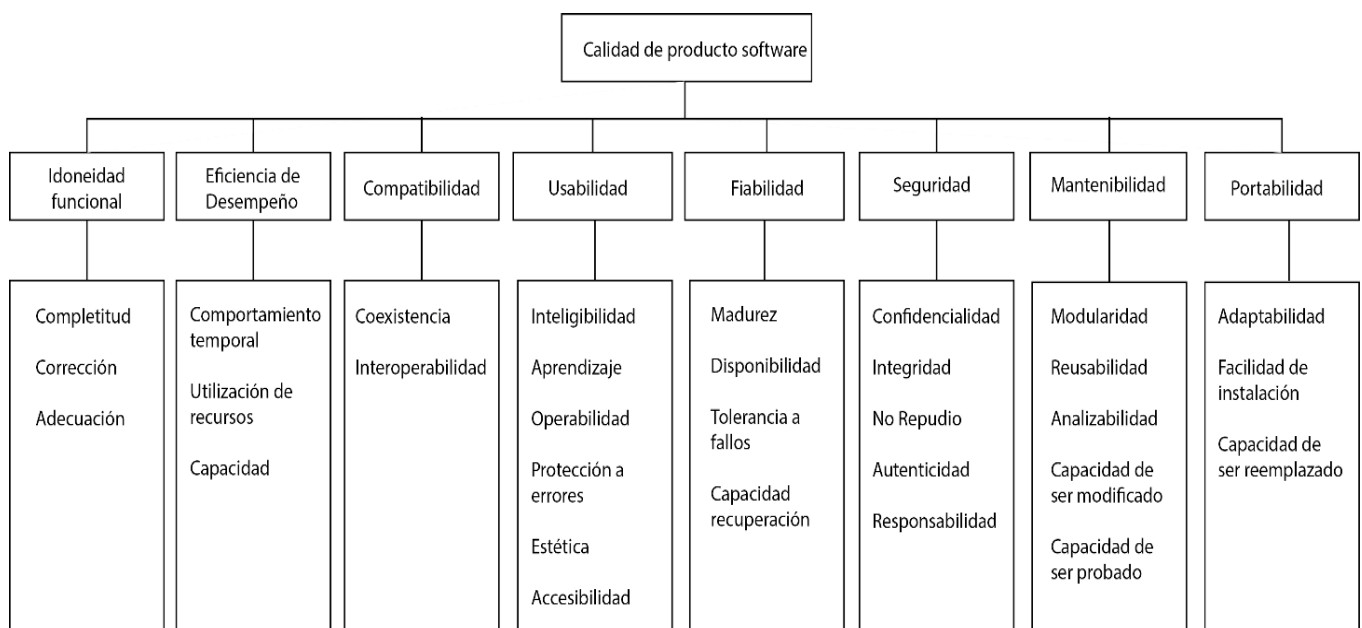 Calidad de producto software
Idoneidad
funcional
Eficiencia de
Desempeño
Compatibilidad
Usabilidad
Fiabilidad
Seguridad
Mantenibilidad
Portabilidad
Completitud
Corrección
Adecuación
Comportamiento
temporal
Utilización de
recursos
Capacidad
Coexistencia
Interoperabilidad
Inteligibilidad
Aprendizaje
Operabilidad
Protección a
errores
Estética
Accesibilidad
Madurez
Disponibilidad
Tolerancia a
fallos
Capacidad
recuperación
Confidencialidad
Integridad
No Repudio
Autenticidad
Responsabilidad
Modularidad
Reusabilidad
Analizabilidad
Capacidad de
ser modificado
Capacidad de
ser probado
Adaptabilidad
Facilidad de
instalación
Capacidad de
ser reemplazado